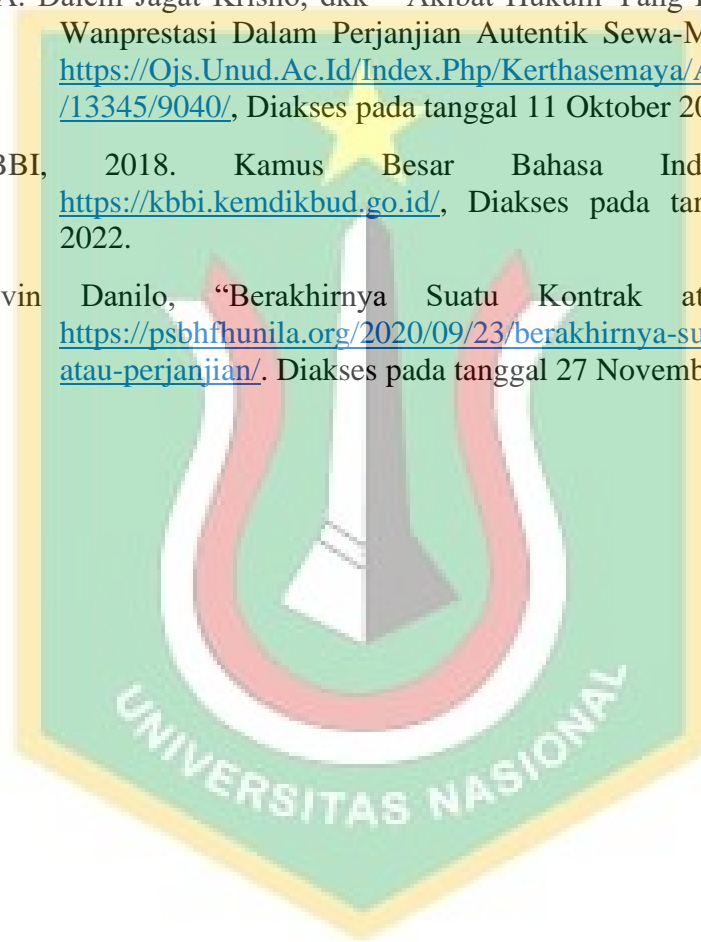 A. Dalem Jagat Krisno, dkk Akibat Hukum Yang
Wanprestasi Dalam Perjanjian Autentik Sewa-M
https://Ojs.Unud.Ac.Id/Index.Php/Kerthasemaya/A
/13345/9040/, Diakses pada tanggal 11 Oktober 20
BBI, 2018. Kamus Besar Bahasa Ind
https://kbbi.kemdikbud.go.id/, Diakses pada tan
2022.
vin Danilo, “Berakhirnya Suatu Kontrak at
https://psbhfhunila.org/2020/09/23/berakhirnya-su
atau-perjanjian/. Diakses pada tanggal 27 Novemb
UNIVERSITAS NASIONAL